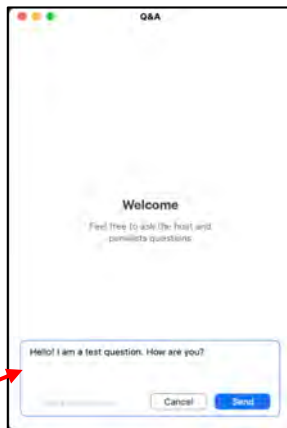 Q&A
Welcome
Feel free to ask the host and
panelists questions
Hello! I am a test question. How are you?
Cancel
Send